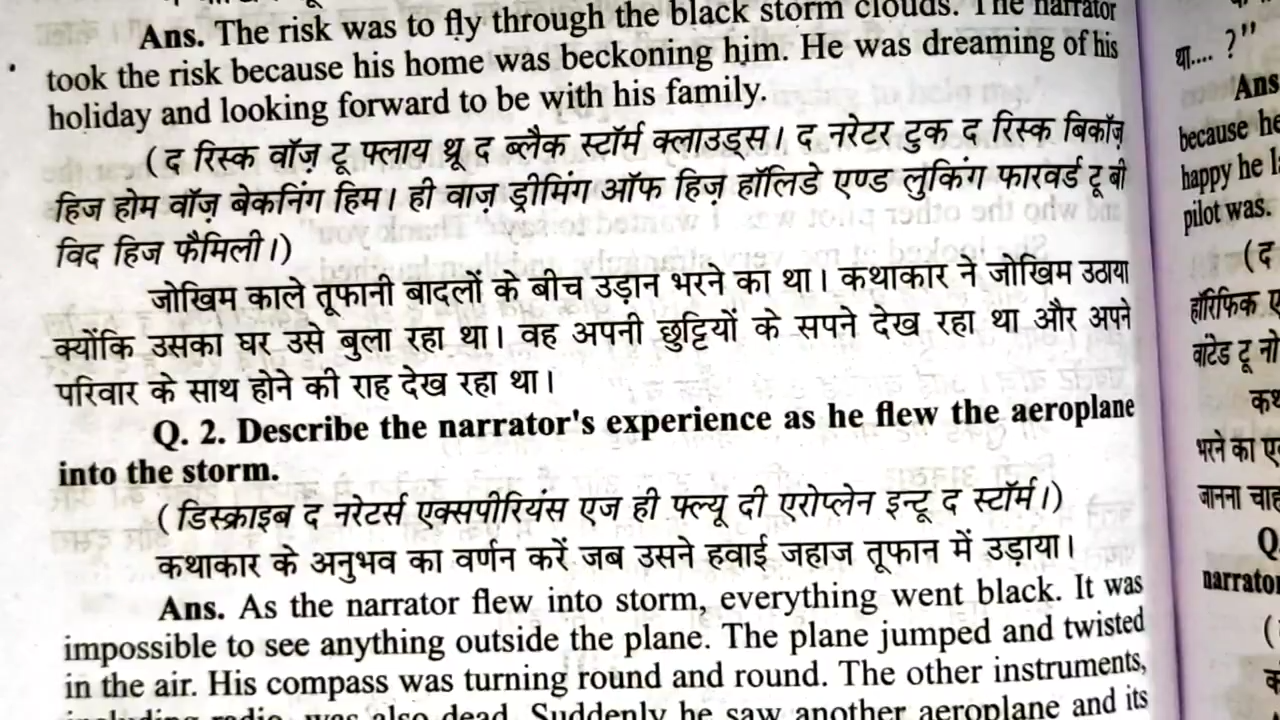 Ans. The risk was to fly through the black storm clouds. The narrator
took the risk because his home was beckoning him. He was dreaming of his
holiday and looking forward to be with his family.
(द रिस्क वॉज़ टू फ्लाय थ्रू द ब्लैक स्टॉर्म क्लाउड्स। द नरेटर टुक द रिस्क बिकॉज़
हिज होम वॉज़ बेकनिंग हिम। ही वाज़ ड्रीमिंग ऑफ हिज़ हॉलिडे एण्ड लुकिंग फारवर्ड टू बी
विद हिज फैमिली।)
जोखिम काले तूफानी बादलों के बीच उड़ान भरने का था। कथाकार ने जोखिम उठाया
क्योंकि उसका घर उसे बुला रहा था। वह अपनी छुट्टियों के सपने देख रहा था और अपने
परिवार के साथ होने की राह देख रहा था।
Q. 2. Describe the narrator's experience as he flew the aeroplane
into the storm.
(डिस्क्राइब द नरेटर्स एक्सपीरियंस एज ही फ्ल्यू दी एरोप्लेन इन्टू द स्टॉर्म।)
कथाकार के अनुभव का वर्णन करें जब उसने हवाई जहाज तूफान में उड़ाया।
Ans. As the narrator flew into storm, everything went black. It was
impossible to see anything outside the plane. The plane jumped and twisted
in the air. His compass was turning round and round. The other instruments,
including radio, was also dead. Suddenly he saw another aeroplane and its
था.... ?”
Ans
because he
happy he
pilot was.
(द
हॉरिफिक
वांटेड टू नो
भरने का
जानना
Q
narrator
(